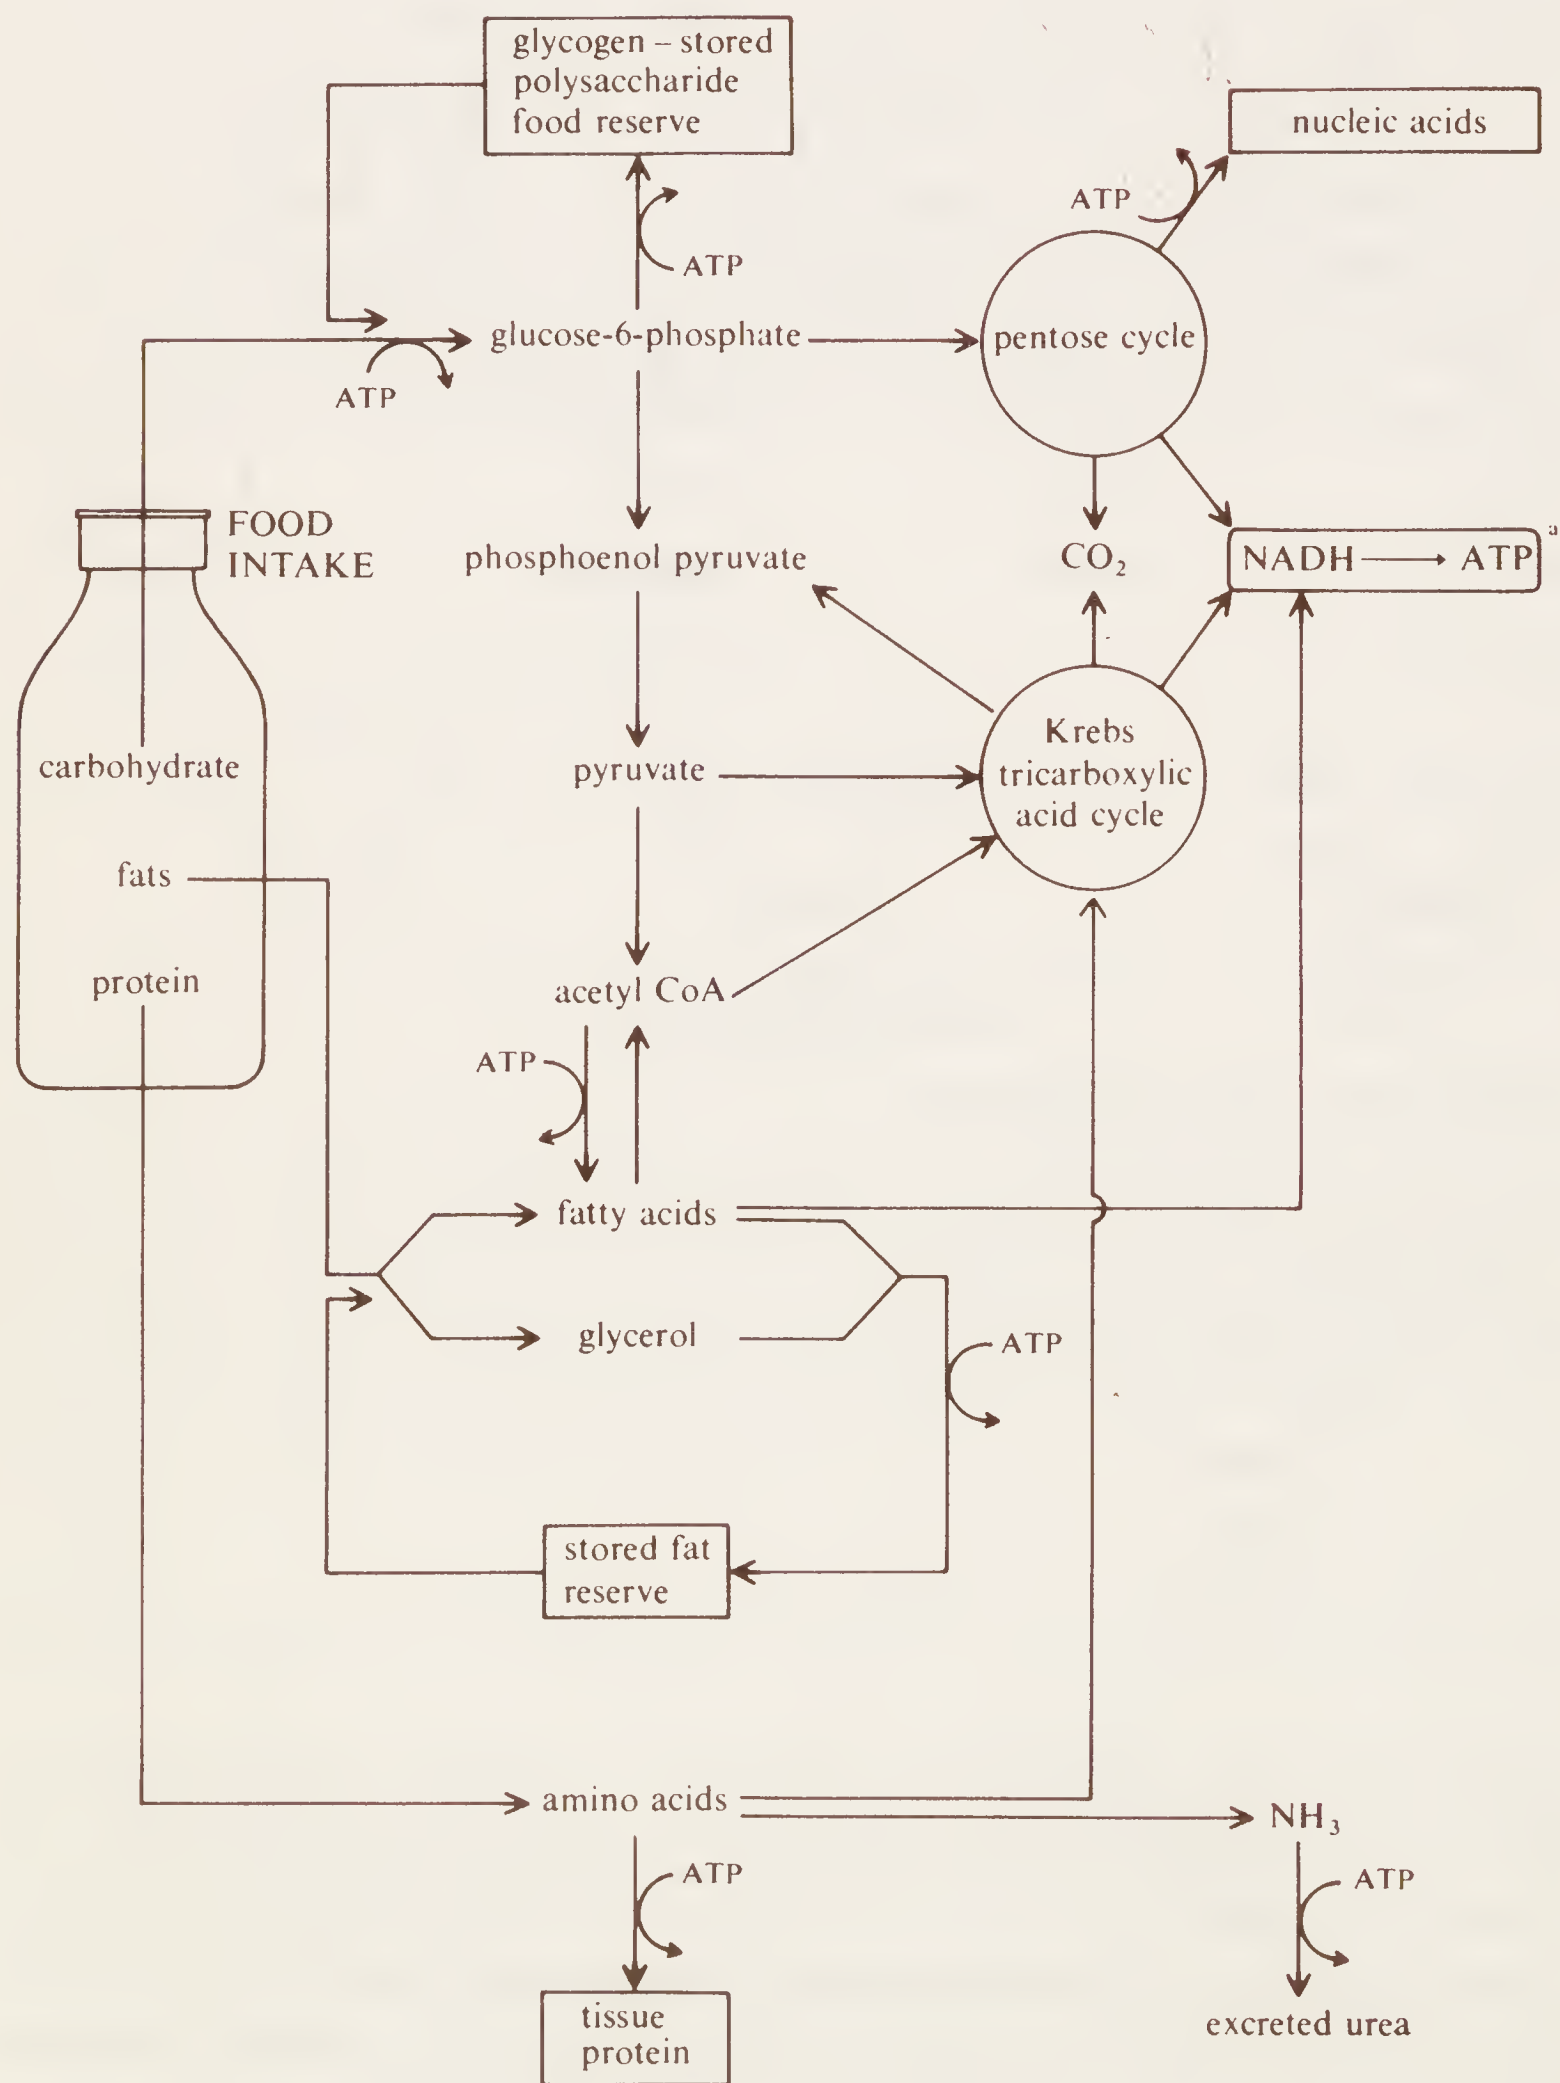 glycogen – stored
polysaccharide
food reserve
nucleic acids
ATP
ATP
glucose-6-phosphate
pentose cycle
ATP
FOOD
INTAKE
phosphoenol pyruvate
CO₂
NADH → ATP a
carbohydrate
pyruvate
Krebs
tricarboxylic
acid cycle
fats
protein
acetyl CoA
ATP
fatty acids
glycerol
ATP
stored fat
reserve
amino acids
NH₃
ATP
ATP
tissue
protein
excreted urea